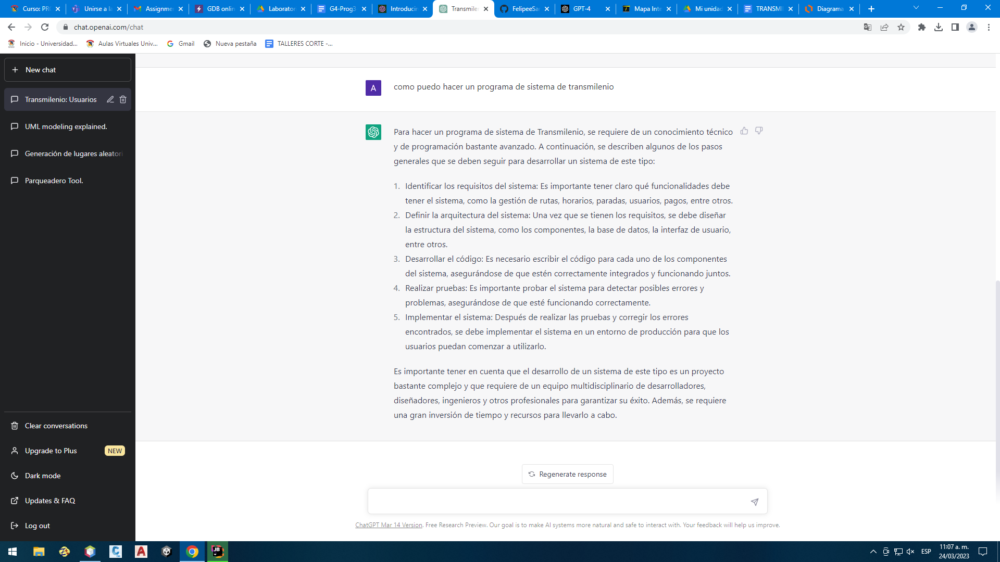 Curso: PR
Unirse a la
Assignme
GDB onlin
Laborator
G4-Prog3
Introducin
Transmile
FelipeeSa
GPT-4
Mapa Inte
Mi unidad
TRANSMI
Diagrama
chat.openai.com/chat
Inicio - Universidad...
Aulas Virtuales Univ...
Gmail
Nueva pestaña
TALLERES CORTE -...
New chat
Transmilenio: Usuarios
UML modeling explained.
Generación de lugares aleatori
Parqueadero Tool.
Clear conversations
Upgrade to Plus
NEW
Dark mode
Updates & FAQ
Log out
A
como puedo hacer un programa de sistema de transmilenio
Para hacer un programa de sistema de Transmilenio, se requiere de un conocimiento técnico
y de programación bastante avanzado. A continuación, se describen algunos de los pasos
generales que se deben seguir para desarrollar un sistema de este tipo:
1. Identificar los requisitos del sistema: Es importante tener claro qué funcionalidades debe
tener el sistema, como la gestión de rutas, horarios, paradas, usuarios, pagos, entre otros.
2. Definir la arquitectura del sistema: Una vez que se tienen los requisitos, se debe diseñar
la estructura del sistema, como los componentes, la base de datos, la interfaz de usuario,
entre otros.
3. Desarrollar el código: Es necesario escribir el código para cada uno de los componentes
del sistema, asegurándose de que estén correctamente integrados y funcionando juntos.
4. Realizar pruebas: Es importante probar el sistema para detectar posibles errores y
problemas, asegurándose de que esté funcionando correctamente.
5. Implementar el sistema: Después de realizar las pruebas y corregir los errores
encontrados, se debe implementar el sistema en un entorno de producción para que los
usuarios puedan comenzar a utilizarlo.
Es importante tener en cuenta que el desarrollo de un sistema de este tipo es un proyecto
bastante complejo y que requiere de un equipo multidisciplinario de desarrolladores,
diseñadores, ingenieros y otros profesionales para garantizar su éxito. Además, se requiere
una gran inversión de tiempo y recursos para llevarlo a cabo.
Regenerate response
ChatGPT Mar 14 Version. Free Research Preview. Our goal is to make AI systems more natural and safe to interact with. Your feedback will help us improve.
ESP
11:07 a. m.
24/03/2023